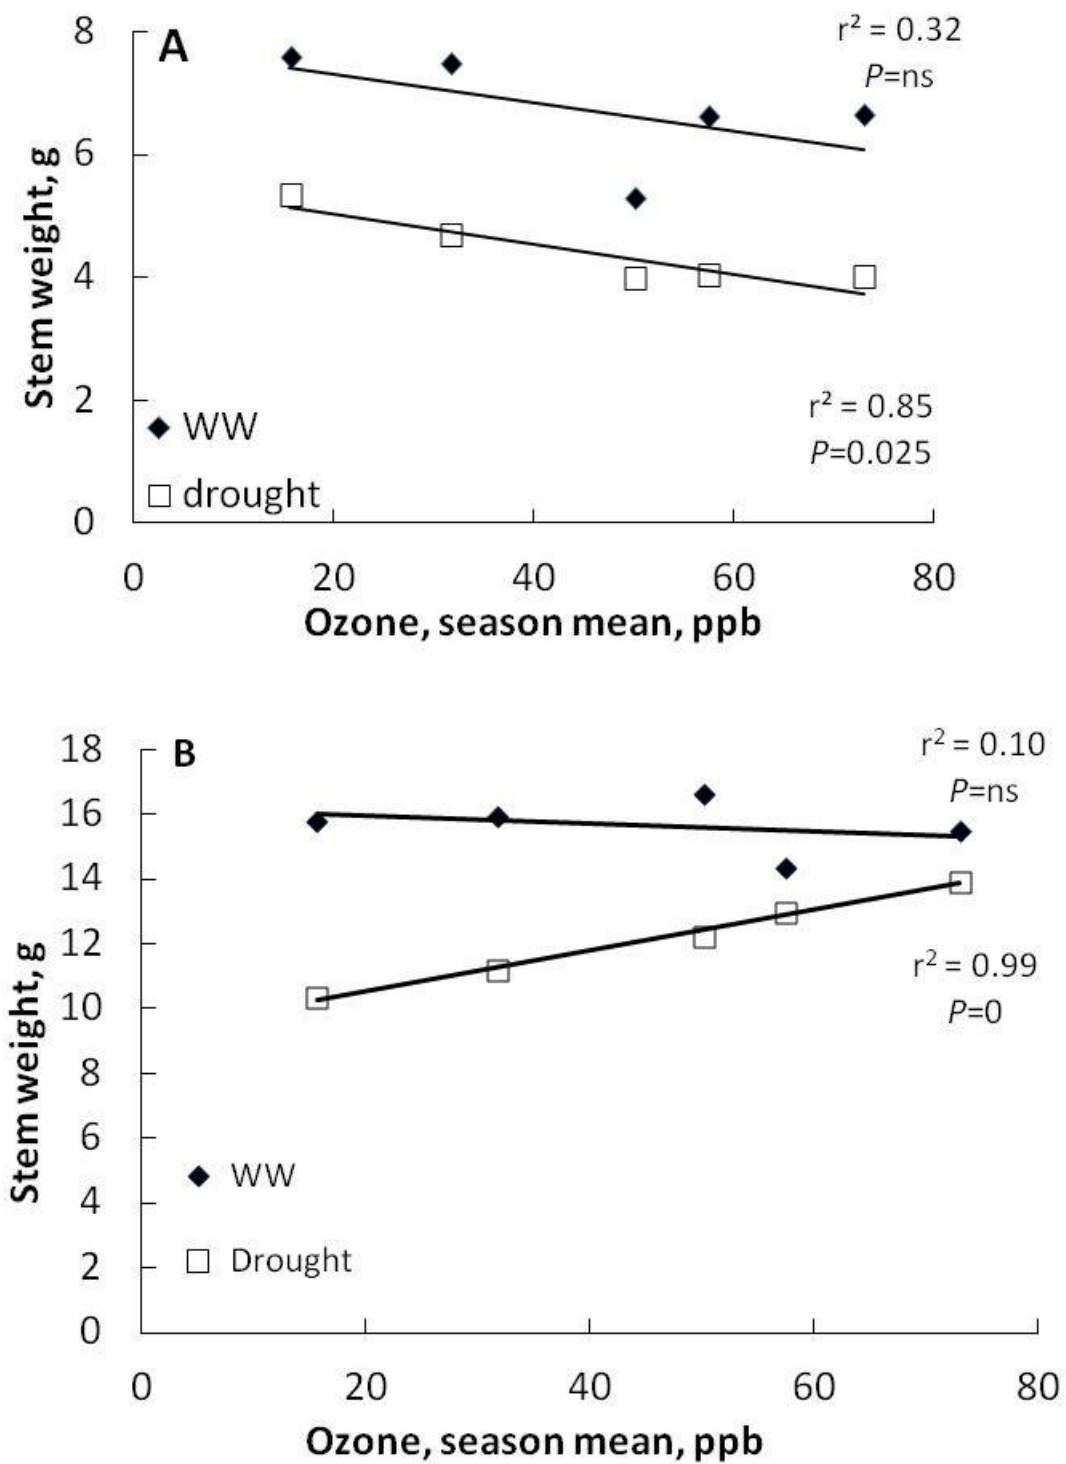 8
A
r² = 0.32
P=ns
6
4
2
0
Stem weight, g
WW
drought
r² = 0.85
P=0.025
0 20 40 60 80
Ozone, season mean, ppb
18
B
r² = 0.10
P=ns
16
14
12
10
8
6
4
2
0
Stem weight, g
r² = 0.99
P=0
WW
Drought
0 20 40 60 80
Ozone, season mean, ppb